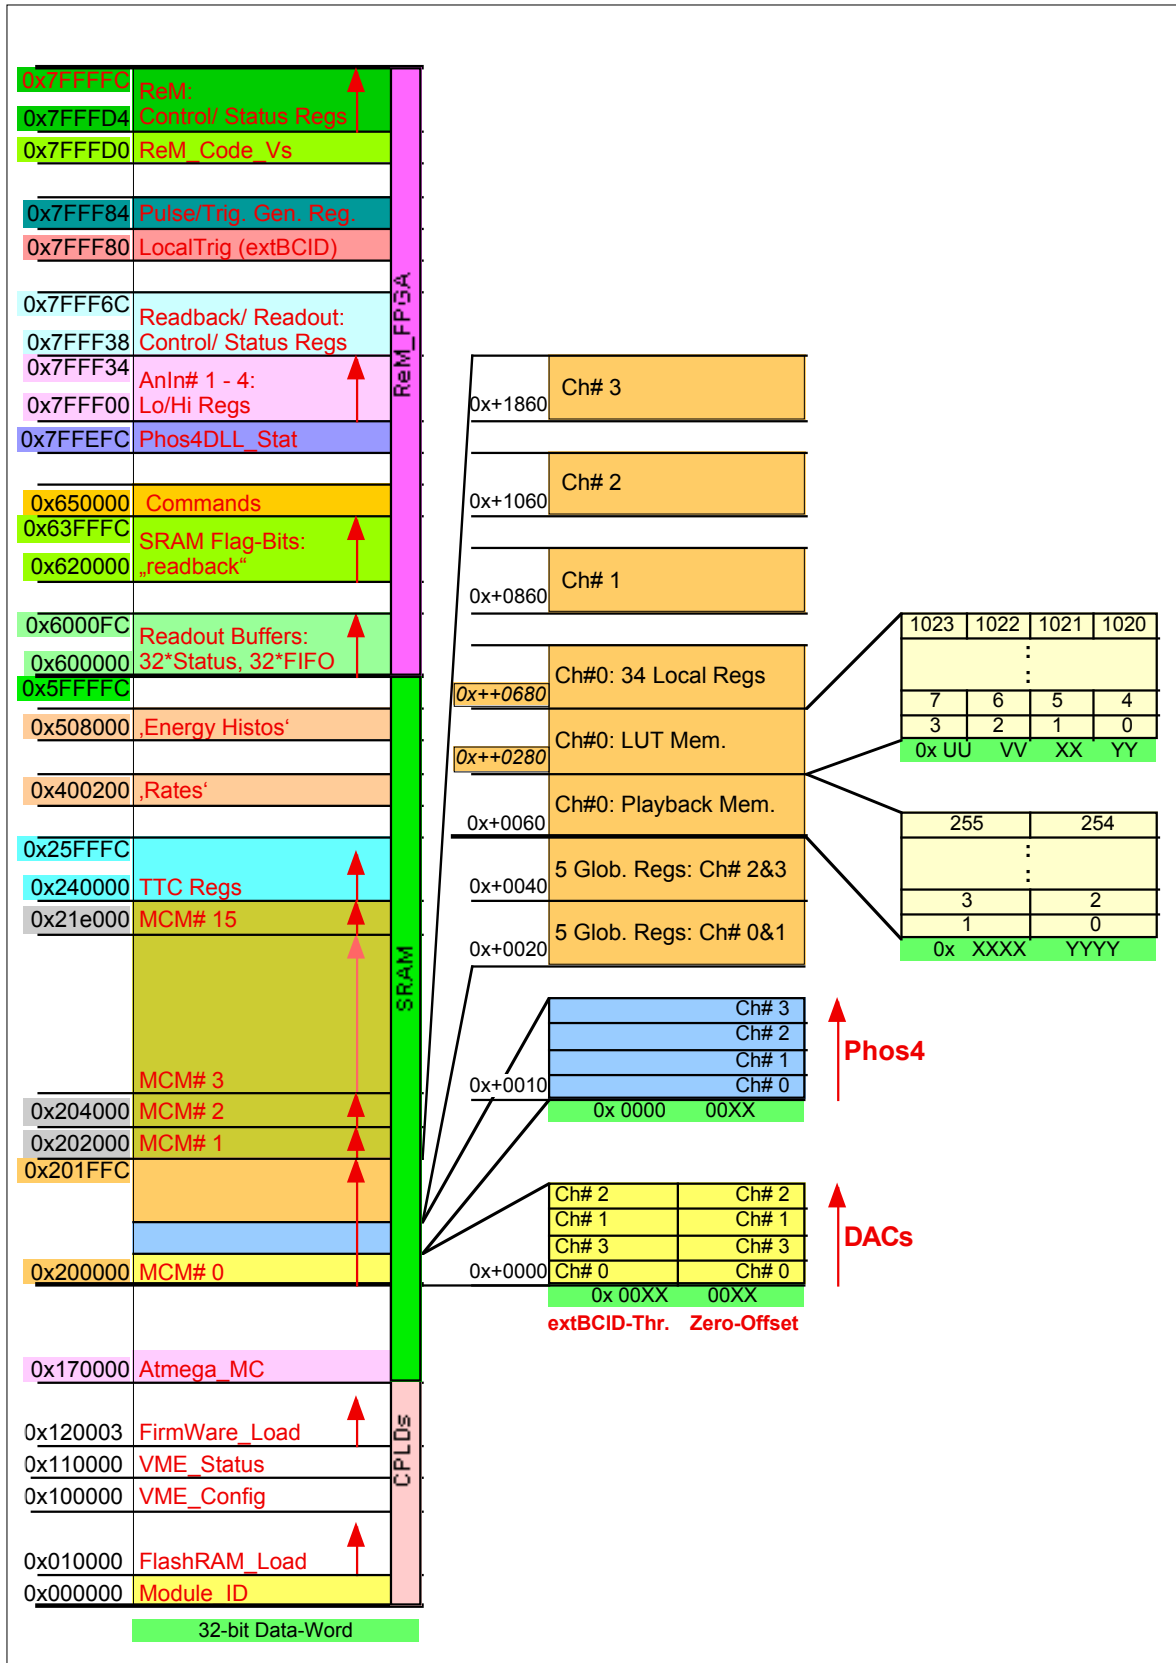 0x7FFFFC
ReM:
0x7FFFD4 Control/ Status Regs
0x7FFFD0 ReM_Code_Vs
0x7FFF84 Pulse/Trig. Gen. Reg.
0x7FFF80 LocalTrig (extBCID)
0x7FFF6C
Readback/ Readout:
0x7FFF38 Control/ Status Regs
0x7FFF34
AnIn# 1 - 4:
0x7FFF00 Lo/Hi Regs
0x7FFEFC Phos4DLL_Stat
0x650000 Commands
0x63FFFC
SRAM Flag-Bits:
0x620000 „readback“
0x6000FC
Readout Buffers:
0x600000 32*Status, 32*FIFO
0x5FFFFC
0x508000 ‚Energy Histos‘
0x400200 ‚Rates‘
0x25FFFC
0x240000 TTC Regs
0x21e000 MCM# 15
MCM# 3
0x204000 MCM# 2
0x202000 MCM# 1
0x201FFC
0x200000 MCM# 0
0x170000 Atmega_MC
0x120003 FirmWare_Load
0x110000 VME_Status
0x100000 VME_Config
0x010000 FlashRAM_Load
0x000000 Module_ID
32-bit Data-Word
ReM_FPGA
SRAM
CPLDs
Ch# 3
0x+1860
Ch# 2
0x+1060
Ch# 1
0x+0860
Ch#0: 34 Local Regs
0x++0680
Ch#0: LUT Mem.
0x++0280
Ch#0: Playback Mem.
0x+0060
5 Glob. Regs: Ch# 2&3
0x+0040
5 Glob. Regs: Ch# 0&1
0x+0020
Ch# 3
Ch# 2
Ch# 1
0x+0010 Ch# 0
0x 0000 00XX
Phos4
Ch# 2 Ch# 2
Ch# 1 Ch# 1
Ch# 3 Ch# 3
0x+0000 Ch# 0 Ch# 0
0x 00XX 00XX
extBCID-Thr. Zero-Offset
DACs
1023 1022 1021 1020
:
:
7 6 5 4
3 2 1 0
0x UU VV XX YY
255 254
:
:
3 2
1 0
0x XXXX YYYY